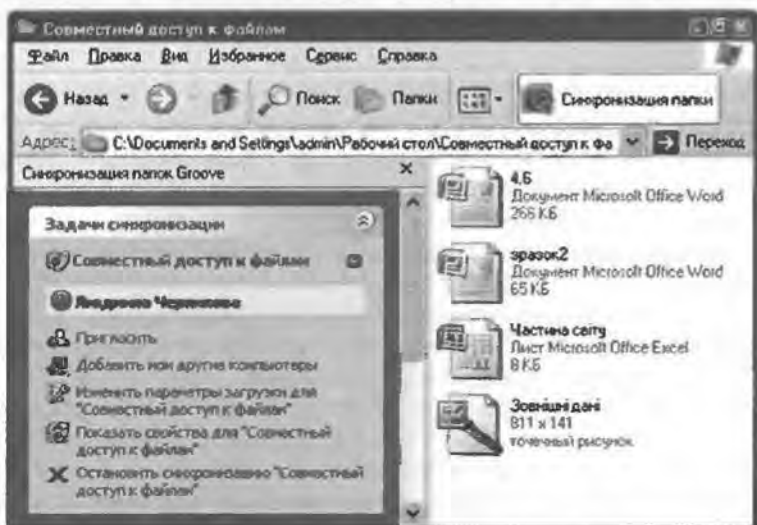 Совместный доступ к файлам
Файл Правка Вид Избранное Сервис Справка
Назад Поиск Папки Синхронизация папки
Адрес: C:\Documents and Settings\admin\Рабочий стол\Совместный доступ к фа Переход
Синхронизация папок Groove
Задачи синхронизации
Совместный доступ к файлам
Пригласить
Добавить мои другие компьютеры
Изменить параметры загрузки для
"Совместный доступ к файлам"
Показать свойства для "Совместный
доступ к файлам"
Остановить синхронизацию "Совместный
доступ к файлам"
4,6
Документ Microsoft Office Word
266 КБ
зразок2
Документ Microsoft Office Word
65 КБ
Частина світу
Лист Microsoft Office Excel
8 КБ
Зовнішні дані
811 x 141
точечный рисунок